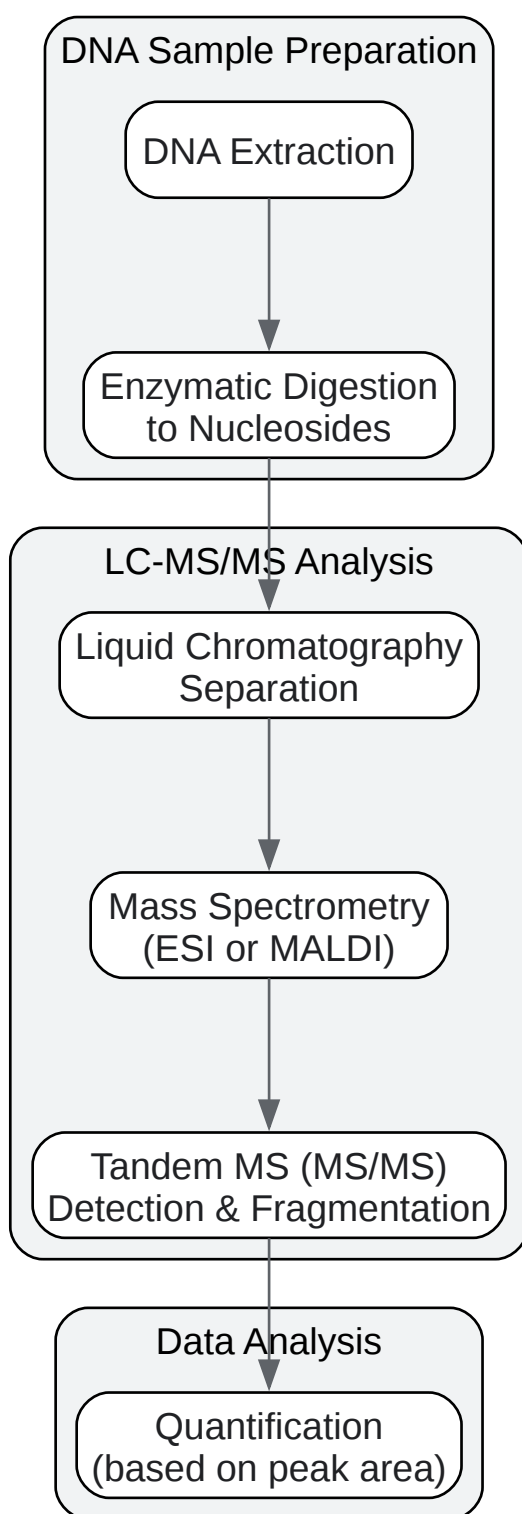 DNA Sample Preparation
DNA Extraction
Enzymatic Digestion
to Nucleosides
LC-MS/MS Analysis
Liquid Chromatography
Separation
Mass Spectrometry
(ESI or MALDI)
Tandem MS (MS/MS)
Detection & Fragmentation
Data Analysis
Quantification
(based on peak area)